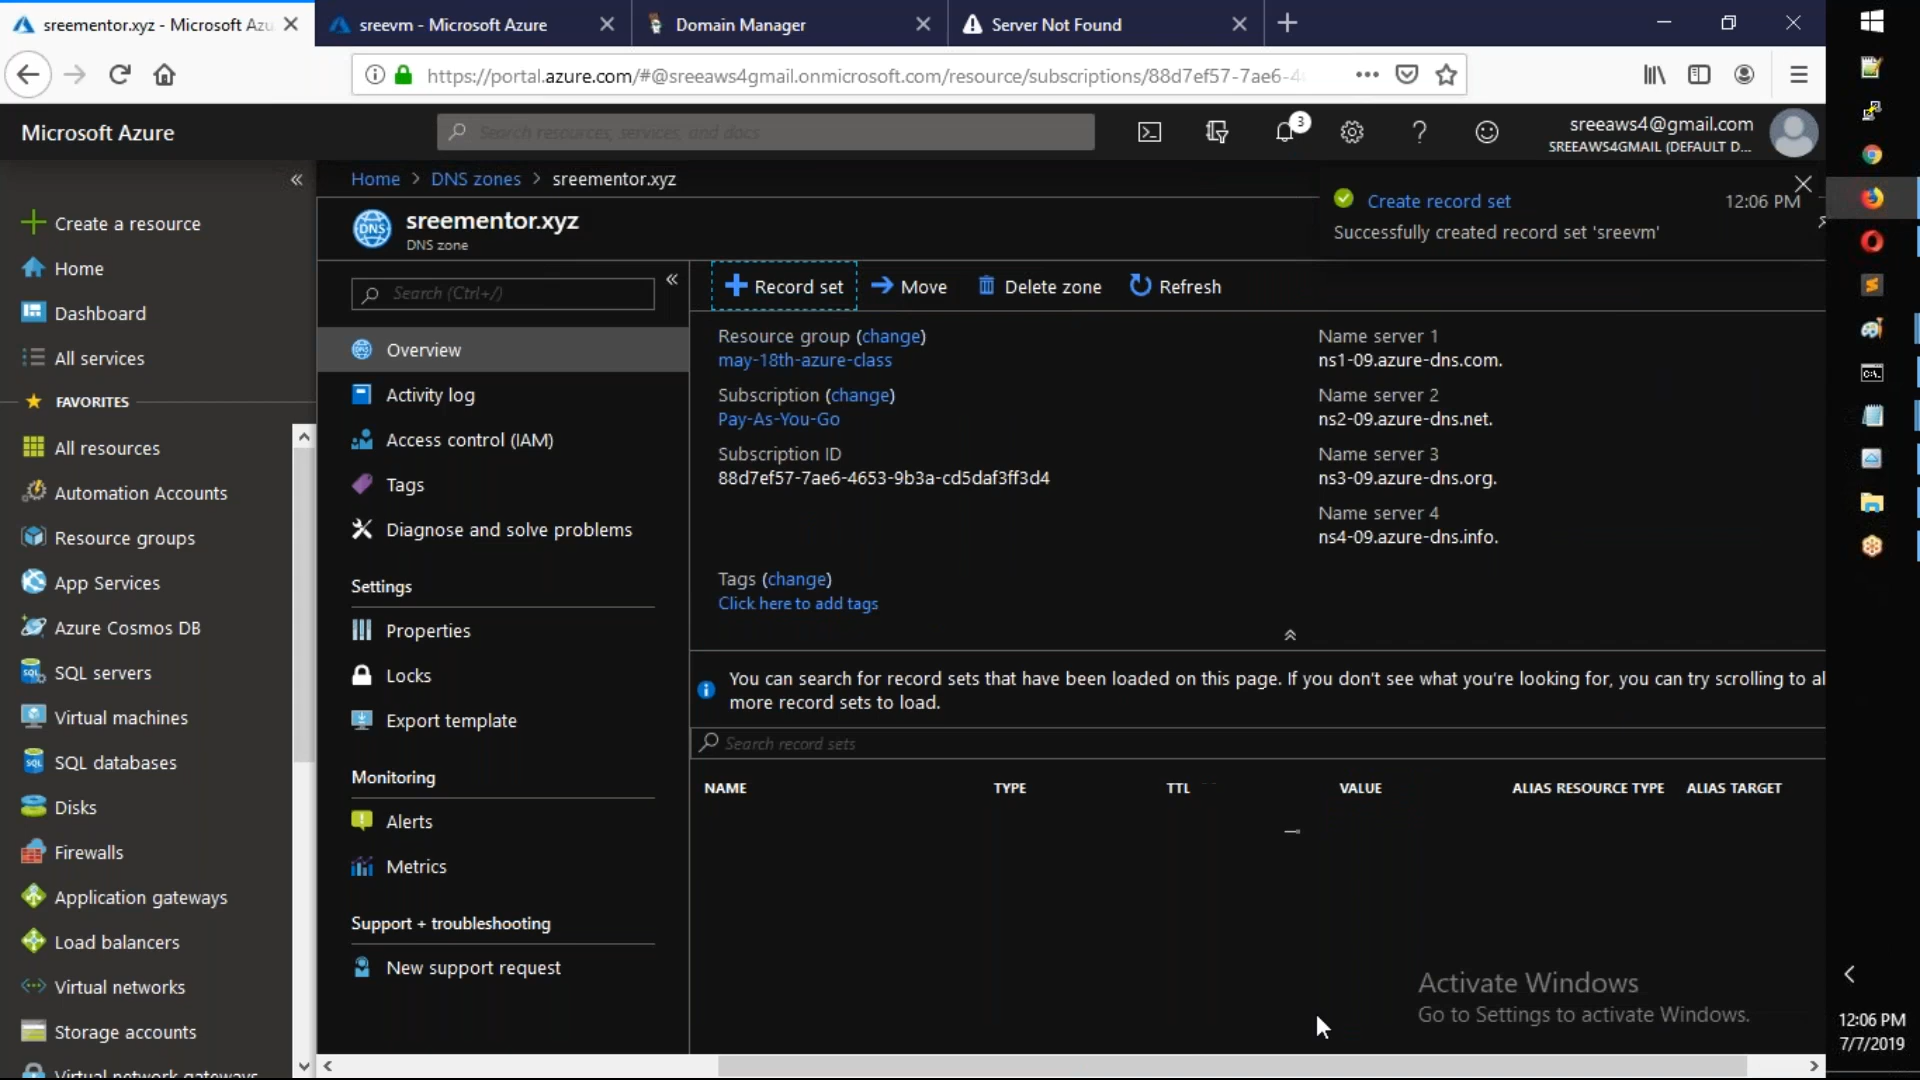 sreementor.xyz - Microsoft Azu
sreevm - Microsoft Azure
Domain Manager
Server Not Found
https://portal.azure.com/#@sreeaws4gmail.onmicrosoft.com/resource/subscriptions/88d7ef57-7ae6-4
Microsoft Azure
Search resources, services, and docs
3
sreeaws4@gmail.com
SREEAWS4GMAIL (DEFAULT D...
Home > DNS zones > sreementor.xyz
Create record set
12:06 PM
Successfully created record set 'sreevm'
sreementor.xyz
DNS zone
Create a resource
Home
Dashboard
All services
FAVORITES
All resources
Automation Accounts
Resource groups
App Services
Azure Cosmos DB
SQL servers
Virtual machines
SQL databases
Disks
Firewalls
Application gateways
Load balancers
Virtual networks
Storage accounts
Virtual network gateways
Search (Ctrl+/)
Overview
Activity log
Access control (IAM)
Tags
Diagnose and solve problems
Settings
Properties
Locks
Export template
Monitoring
Alerts
Metrics
Support + troubleshooting
New support request
Record set
Move
Delete zone
Refresh
Resource group (change)
may-18th-azure-class
Subscription (change)
Pay-As-You-Go
Subscription ID
88d7ef57-7ae6-4653-9b3a-cd5daf3ff3d4
Name server 1
ns1-09.azure-dns.com.
Name server 2
ns2-09.azure-dns.net.
Name server 3
ns3-09.azure-dns.org.
Name server 4
ns4-09.azure-dns.info.
Tags (change)
Click here to add tags
You can search for record sets that have been loaded on this page. If you don't see what you're looking for, you can try scrolling to al
more record sets to load.
Search record sets
NAME TYPE TTL VALUE ALIAS RESOURCE TYPE ALIAS TARGET
Activate Windows
Go to Settings to activate Windows.
12:06 PM
7/7/2019